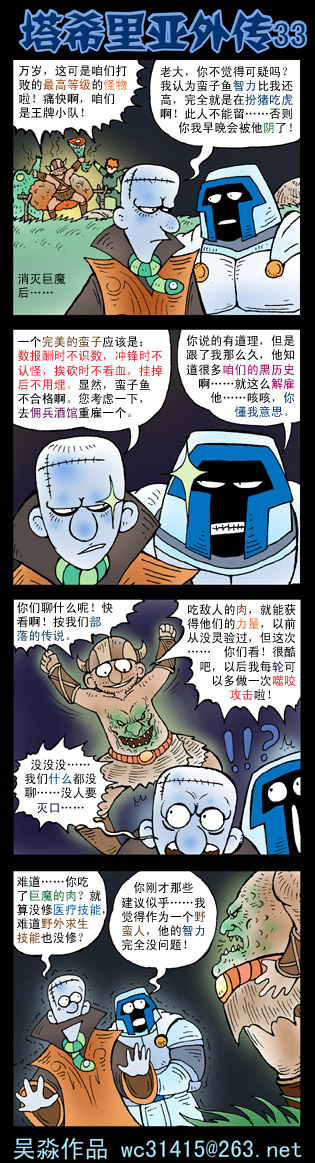 塔希里亚外传33
万岁，这可是咱们打
败的最高等级的怪物
啦！痛快啊，咱们
是王牌小队！
老大，你不觉得可疑吗？
我认为蛮子鱼智力比我还
高，完全就是在扮猪吃虎
啊！此人不能留……否则
你我早晚会被他阴了！
消灭巨魔
后……
一个完美的蛮子应该是：
数报酬时不识数，冲锋时不
认怪，挨砍时不看血，挂掉
后不用埋。显然，蛮子鱼
不合格啊。您考虑一下，
去佣兵酒馆重雇一个。
你说的有道理，但是
跟了我那么久，他知
道很多咱们的黑历史
啊……就这么解雇
他……咳咳，你
懂我意思。
你们聊什么呢！快
看啊！按我们部
落的传说。
吃敌人的肉，就能获
得他们的力量，以前
从没灵验过，但这次
……　你们看！很酷
吧，以后我每轮可
以多做一次噬咬
攻击啦！
!!?
没没没……
我们什么都没
聊……没人要
灭口……
难道……你吃
了巨魔的肉？就
算没修医疗技能，
难道野外求生
技能也没修？
你刚才那些
建议似乎……我
觉得作为一个野
蛮人，他的智力
完全没问题！
吴淼作品 wc31415@263.net